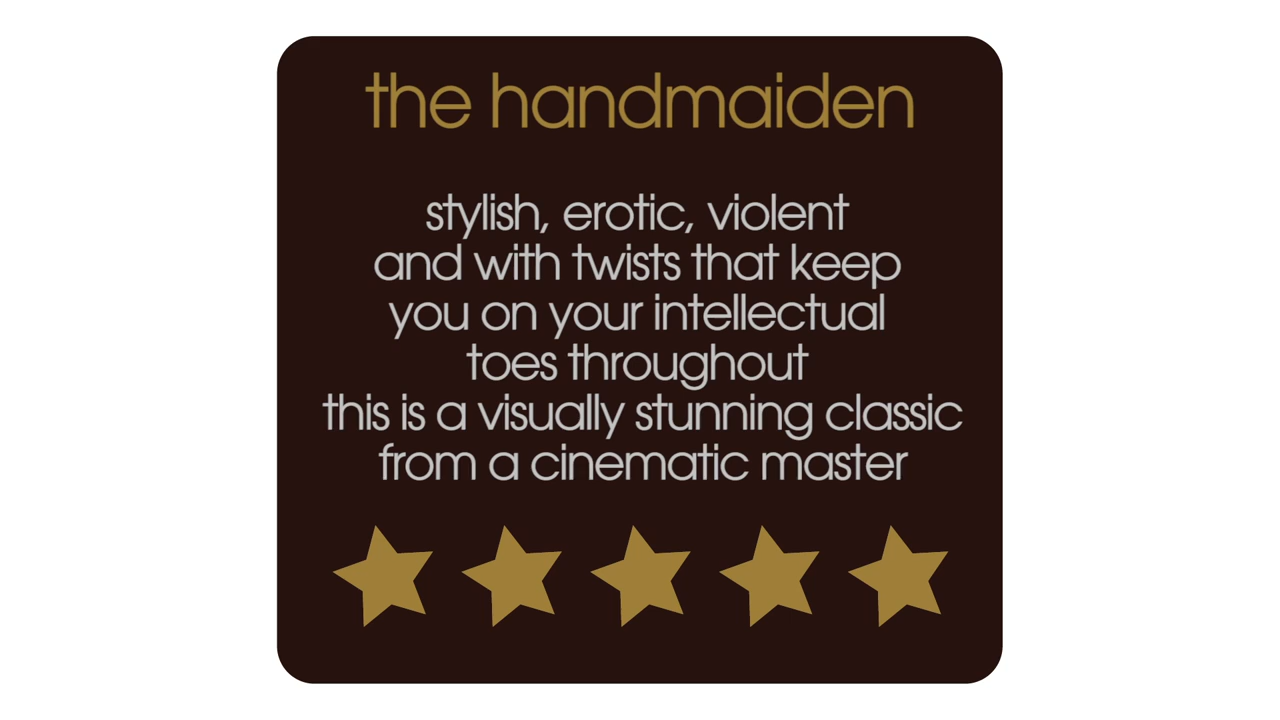 the handmaiden
stylish, erotic, violent
and with twists that keep
you on your intellectual
toes throughout
this is a visually stunning classic
from a cinematic master